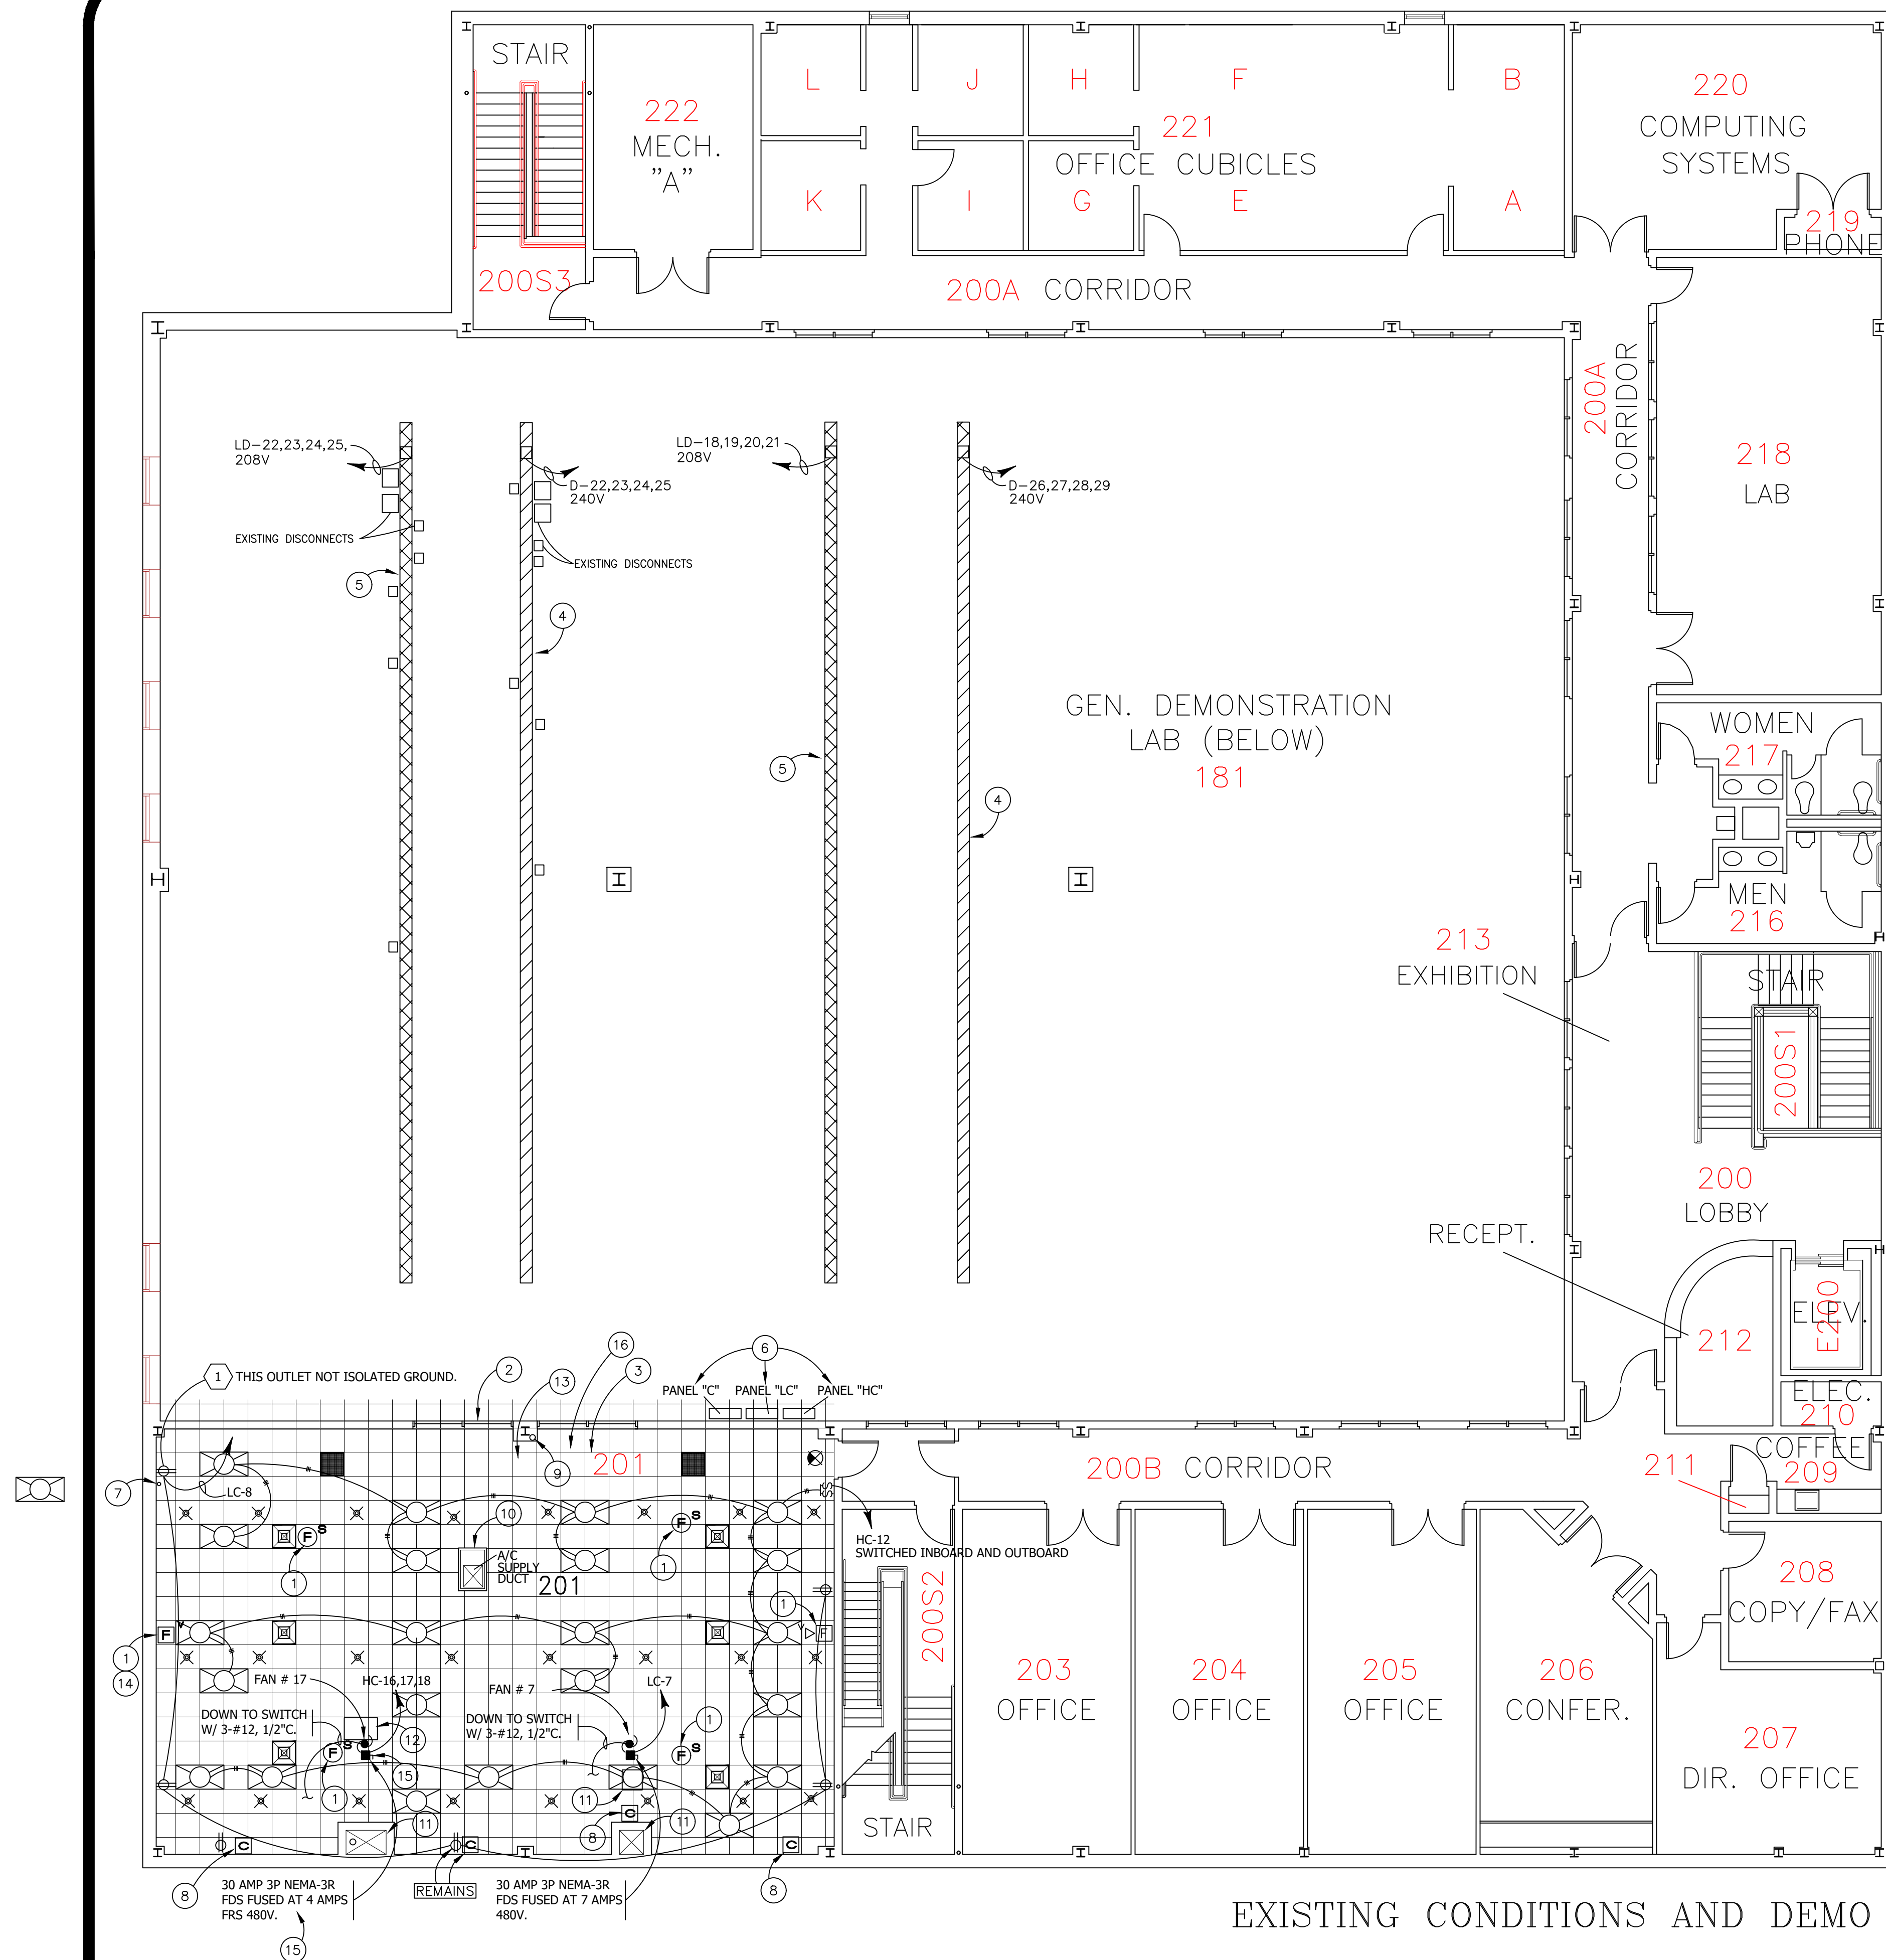 STAIR
200S3
222
MECH.
"A"
L
J
H
F
B
221
OFFICE CUBICLES
K
I
G
E
A
220
COMPUTING
SYSTEMS
219
PHONE
200A CORRIDOR
200A
CORRIDOR
218
LAB
LD-22,23,24,25,
208V
D-22,23,24,25
240V
LD-18,19,20,21
208V
D-26,27,28,29
240V
EXISTING DISCONNECTS
EXISTING DISCONNECTS
5
4
5
4
GEN. DEMONSTRATION
LAB (BELOW)
181
WOMEN
217
MEN
216
213
EXHIBITION
STAIR
200S1
200
LOBBY
RECEPT.
212
ELEV.
E200
ELEC.
210
COFFEE
209
211
1 THIS OUTLET NOT ISOLATED GROUND.
2
13
16
3
6
PANEL "C" PANEL "LC" PANEL "HC"
7
LC-8
9
201
10
A/C
SUPPLY
DUCT
201
F S
1
F S
1
S S
HC-12
SWITCHED INBOARD AND OUTBOARD
1
F
F
1
14
FAN # 17
HC-16,17,18
FAN # 7
LC-7
DOWN TO SWITCH
W/ 3-#12, 1/2"C.
DOWN TO SWITCH
W/ 3-#12, 1/2"C.
12
15
F S
1
F S
1
11
11
11
C
8
C
8
C
C
8
30 AMP 3P NEMA-3R
FDS FUSED AT 4 AMPS
FRS 480V.
15
REMAINS
30 AMP 3P NEMA-3R
FDS FUSED AT 7 AMPS
480V.
200B CORRIDOR
200S2
STAIR
203
OFFICE
204
OFFICE
205
OFFICE
206
CONFER.
208
COPY/FAX
207
DIR. OFFICE
EXISTING CONDITIONS AND DEMO